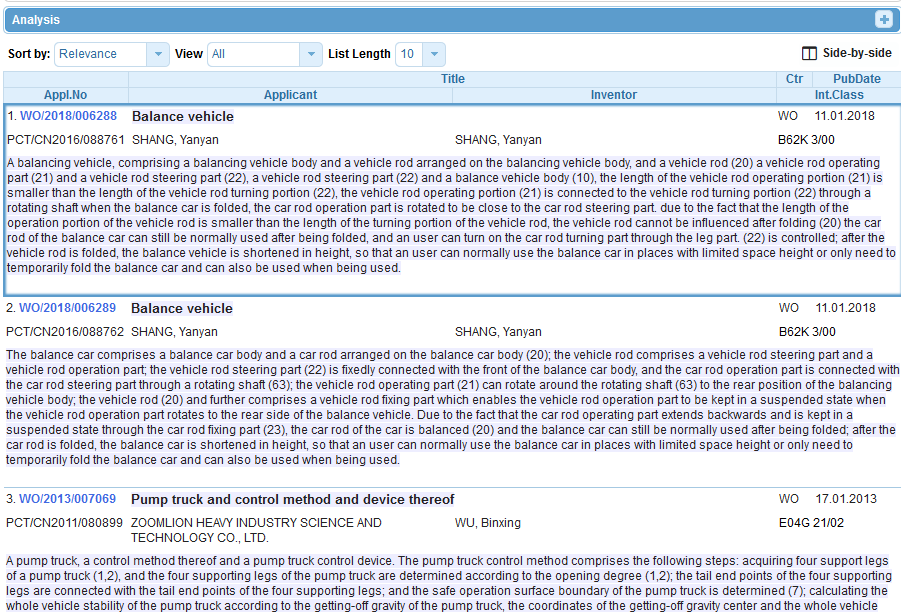 Analysis
Sort by: Relevance View All List Length 10 Side-by-side
Title Ctr PubDate
Appl.No Applicant Inventor Int.Class
1. WO/2018/006288 Balance vehicle WO 11.01.2018
PCT/CN2016/088761 SHANG, Yanyan SHANG, Yanyan B62K 3/00
A balancing vehicle, comprising a balancing vehicle body and a vehicle rod arranged on the balancing vehicle body, and a vehicle rod (20) a vehicle rod operating
part (21) and a vehicle rod steering part (22), a vehicle rod steering part (22) and a balance vehicle body (10), the length of the vehicle rod operating portion (21) is
smaller than the length of the vehicle rod turning portion (22), the vehicle rod operating portion (21) is connected to the vehicle rod turning portion (22) through a
rotating shaft when the balance car is folded, the car rod operation part is rotated to be close to the car rod steering part. due to the fact that the length of the
operation portion of the vehicle rod is smaller than the length of the turning portion of the vehicle rod, the vehicle rod cannot be influenced after folding (20) the car
rod of the balance car can still be normally used after being folded, and an user can turn on the car rod turning part through the leg part. (22) is controlled; after the
vehicle rod is folded, the balance vehicle is shortened in height, so that an user can normally use the balance car in places with limited space height or only need to
temporarily fold the balance car and can also be used when being used.
2. WO/2018/006289 Balance vehicle WO 11.01.2018
PCT/CN2016/088762 SHANG, Yanyan SHANG, Yanyan B62K 3/00
The balance car comprises a balance car body and a car rod arranged on the balance car body (20); the vehicle rod comprises a vehicle rod steering part and a
vehicle rod operation part; the vehicle rod steering part (22) is fixedly connected with the front of the balance car body, and the car rod operation part is connected with
the car rod steering part through a rotating shaft (63); the vehicle rod operating part (21) can rotate around the rotating shaft (63) to the rear position of the balancing
vehicle body; the vehicle rod (20) and further comprises a vehicle rod fixing part which enables the vehicle rod operation part to be kept in a suspended state when
the vehicle rod operation part rotates to the rear side of the balance vehicle. Due to the fact that the car rod operating part extends backwards and is kept in a
suspended state through the car rod fixing part (23), the car rod of the car is balanced (20) and the balance car can still be normally used after being folded; after the
car rod is folded, the balance car is shortened in height, so that an user can normally use the balance car in places with limited space height or only need to
temporarily fold the balance car and can also be used when being used.
3. WO/2013/007069 Pump truck and control method and device thereof WO 17.01.2013
PCT/CN2011/080899 ZOOMLION HEAVY INDUSTRY SCIENCE AND WU, Binxing E04G 21/02
TECHNOLOGY CO., LTD.
A pump truck, a control method thereof and a pump truck control device. The pump truck control method comprises the following steps: acquiring four support legs
of a pump truck (1,2), and the four supporting legs of the pump truck are determined according to the opening degree (1,2); the tail end points of the four supporting
legs are connected with the tail end points of the four supporting legs; and the safe operation surface boundary of the pump truck is determined (7); calculating the
whole vehicle stability of the pump truck according to the getting-off gravity of the pump truck, the coordinates of the getting-off gravity center and the whole vehicle